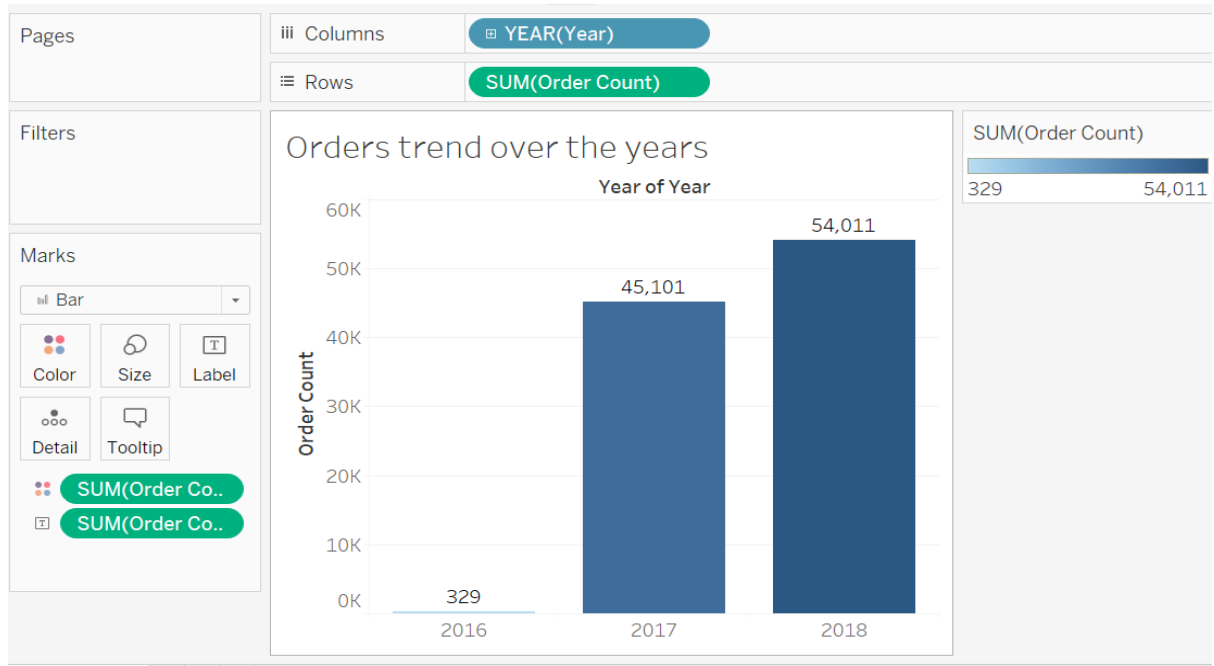 Pages
Columns
YEAR(Year)
Rows
SUM(Order Count)
Filters
Marks
Bar
Color
Size
T
Label
Detail
Tooltip
SUM(Order Co..
T
SUM(Order Co..
Orders trend over the years
Year of Year
Order Count
60K
50K
40K
30K
20K
10K
0K
329
45,101
54,011
2016
2017
2018
SUM(Order Count)
329
54,011